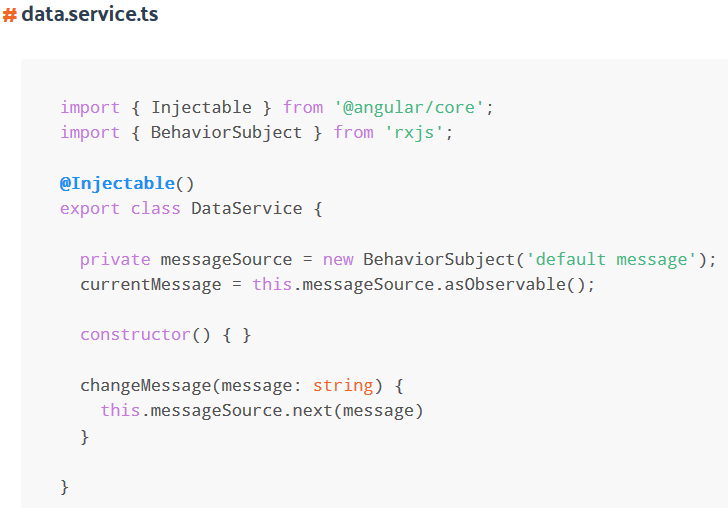 # data.service.ts
import { Injectable } from '@angular/core';
import { BehaviorSubject } from 'rxjs';
@Injectable()
export class DataService {
private messageSource = new BehaviorSubject('default message');
currentMessage = this.messageSource.asObservable();
constructor() { }
changeMessage(message: string) {
this.messageSource.next(message)
}
}